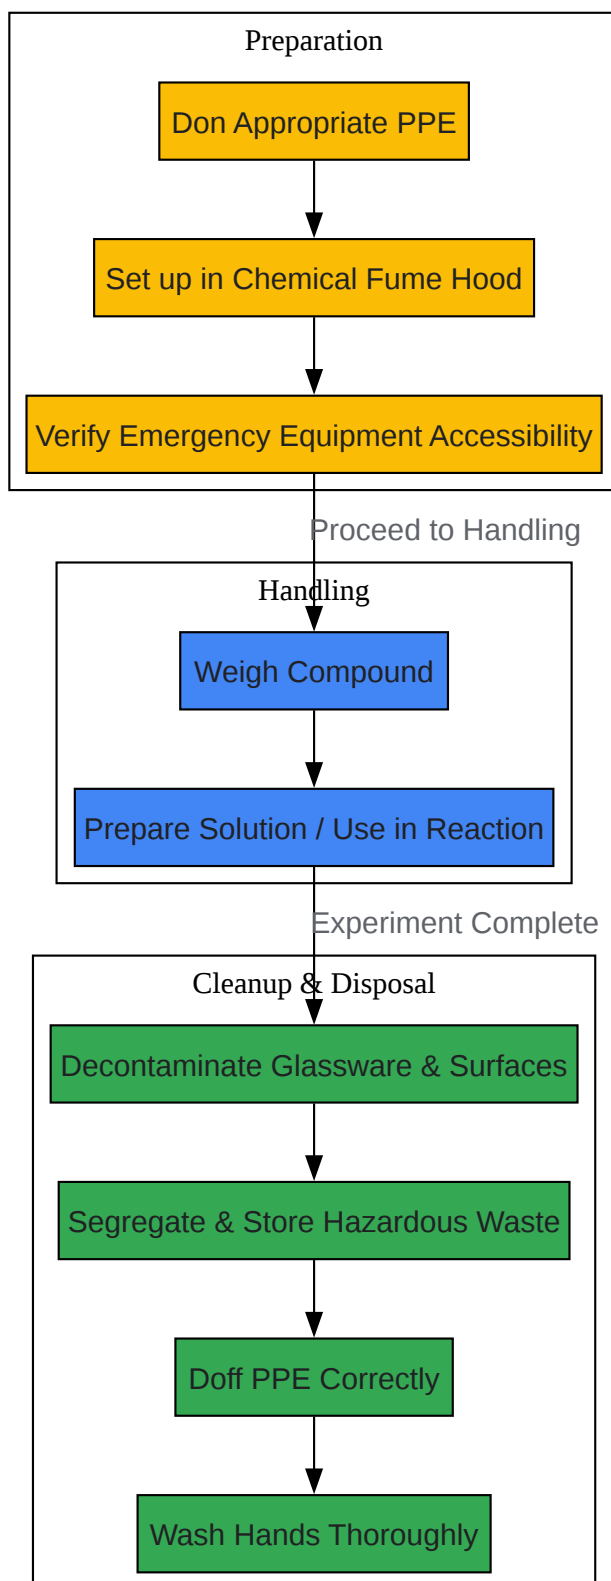 Preparation
Don Appropriate PPE
Set up in Chemical Fume Hood
Verify Emergency Equipment Accessibility
Proceed to Handling
Handling
Weigh Compound
Prepare Solution / Use in Reaction
Experiment Complete
Cleanup & Disposal
Decontaminate Glassware & Surfaces
Segregate & Store Hazardous Waste
Doff PPE Correctly
Wash Hands Thoroughly